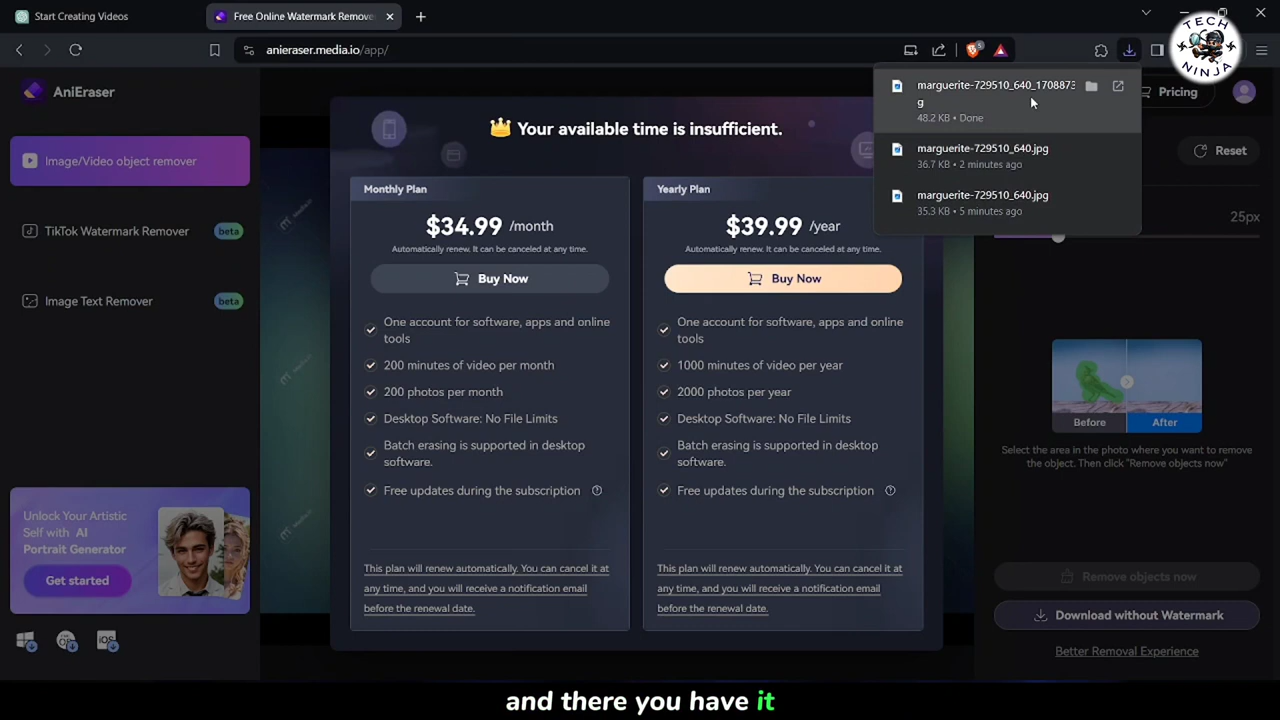 Start Creating Videos
Free Online Watermark Remove
anieraser.media.io/app/
TECH
NINJA
AniEraser
Pricing
marguerite-729510_640_170887
g
48.2 KB • Done
marguerite-729510_640.jpg
36.7 KB • 2 minutes ago
marguerite-729510_640.jpg
35.3 KB • 5 minutes ago
Image/Video object remover
TikTok Watermark Remover beta
Image Text Remover beta
Unlock Your Artistic
Self with AI
Portrait Generator
Get started
iOS
Your available time is insufficient.
Monthly Plan
$34.99 /month
Automatically renew. It can be canceled at any time.
Buy Now
One account for software, apps and online
tools
200 minutes of video per month
200 photos per month
Desktop Software: No File Limits
Batch erasing is supported in desktop
software.
Free updates during the subscription
This plan will renew automatically. You can cancel it at
any time, and you will receive a notification email
before the renewal date.
Yearly Plan
$39.99 /year
Automatically renew. It can be canceled at any time.
Buy Now
One account for software, apps and online
tools
1000 minutes of video per year
2000 photos per year
Desktop Software: No File Limits
Batch erasing is supported in desktop
software.
Free updates during the subscription
This plan will renew automatically. You can cancel it at
any time, and you will receive a notification email
before the renewal date.
Reset
25px
Before
After
Select the area in the photo where you want to remove
the object. Then click "Remove objects now"
Remove objects now
Download without Watermark
Better Removal Experience
and there you have it